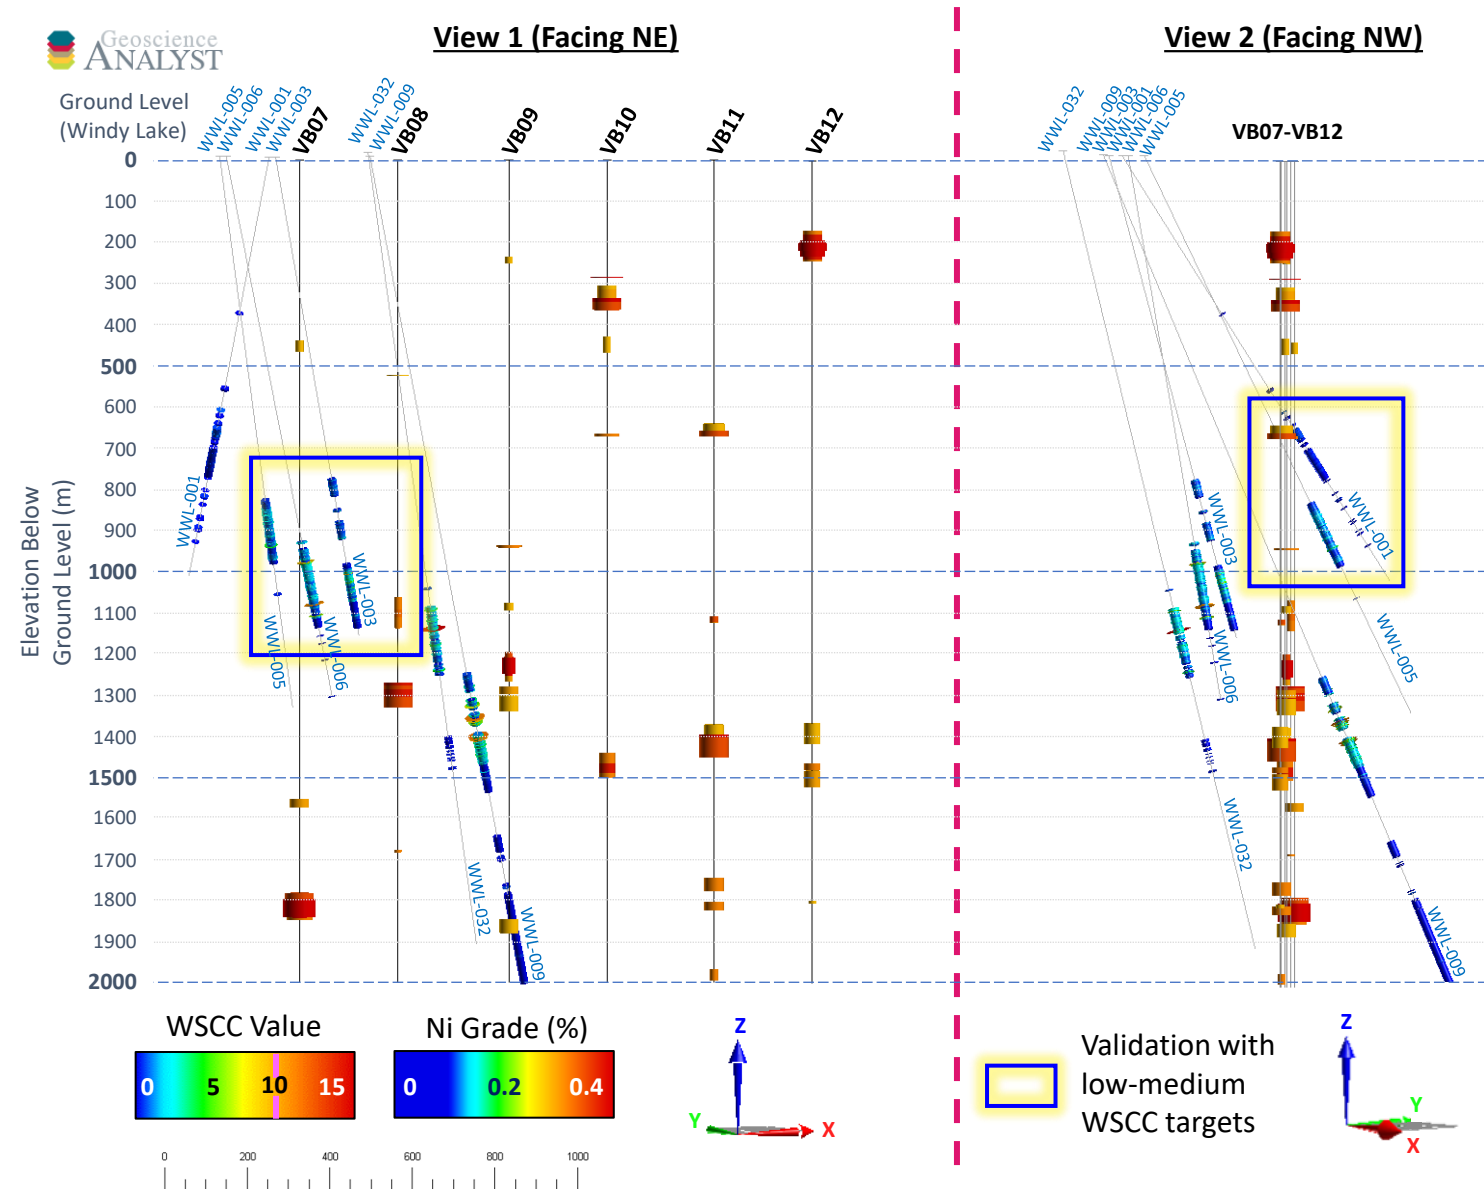 Geoscience
ANALYST
View 1 (Facing NE)
View 2 (Facing NW)
Ground Level
(Windy Lake)
WWL-005
WWL-006
WWL-001
WWL-003
VB07
WWL-032
WWL-009
VB08
VB09
VB10
VB11
VB12
WWL-032
WWL-009
WWL-003
WWL-001
WWL-006
WWL-005
VB07-VB12
0
100
200
300
400
500
600
700
800
900
1000
1100
1200
1300
1400
1500
1600
1700
1800
1900
2000
Elevation Below
Ground Level (m)
WWL-001
WWL-005
WWL-006
WWL-003
WWL-032
WWL-009
WWL-003
WWL-001
WWL-006
WWL-005
WWL-032
WWL-009
WSCC Value
0 5 10 15
Ni Grade (%)
0 0.2 0.4
Z
Y
X
Validation with
low-medium
WSCC targets
Z
Y
X
0 200 400 600 800 1000